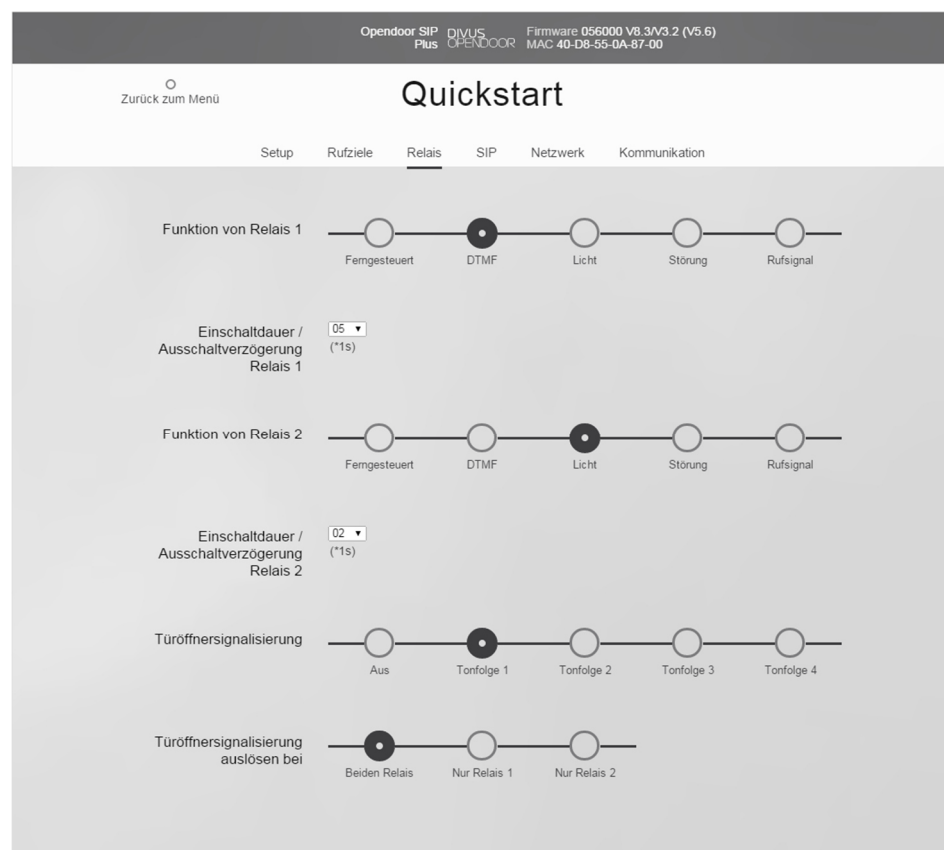 Opendoor SIP Plus DIVUS OPENDOOR Firmware 056000 V8.3/V3.2 (V5.6)
MAC 40-D8-55-0A-87-00
Zurück zum Menü
Quickstart
Setup Rufziele Relais SIP Netzwerk Kommunikation
Funktion von Relais 1
Ferngesteuert DTMF Licht Störung Rufsignal
Einschaltdauer /
Ausschaltverzögerung
Relais 1
05
(*1s)
Funktion von Relais 2
Ferngesteuert DTMF Licht Störung Rufsignal
Einschaltdauer /
Ausschaltverzögerung
Relais 2
02
(*1s)
Türöffnersignalisierung
Aus Tonfolge 1 Tonfolge 2 Tonfolge 3 Tonfolge 4
Türöffnersignalisierung
auslösen bei
Beiden Relais Nur Relais 1 Nur Relais 2